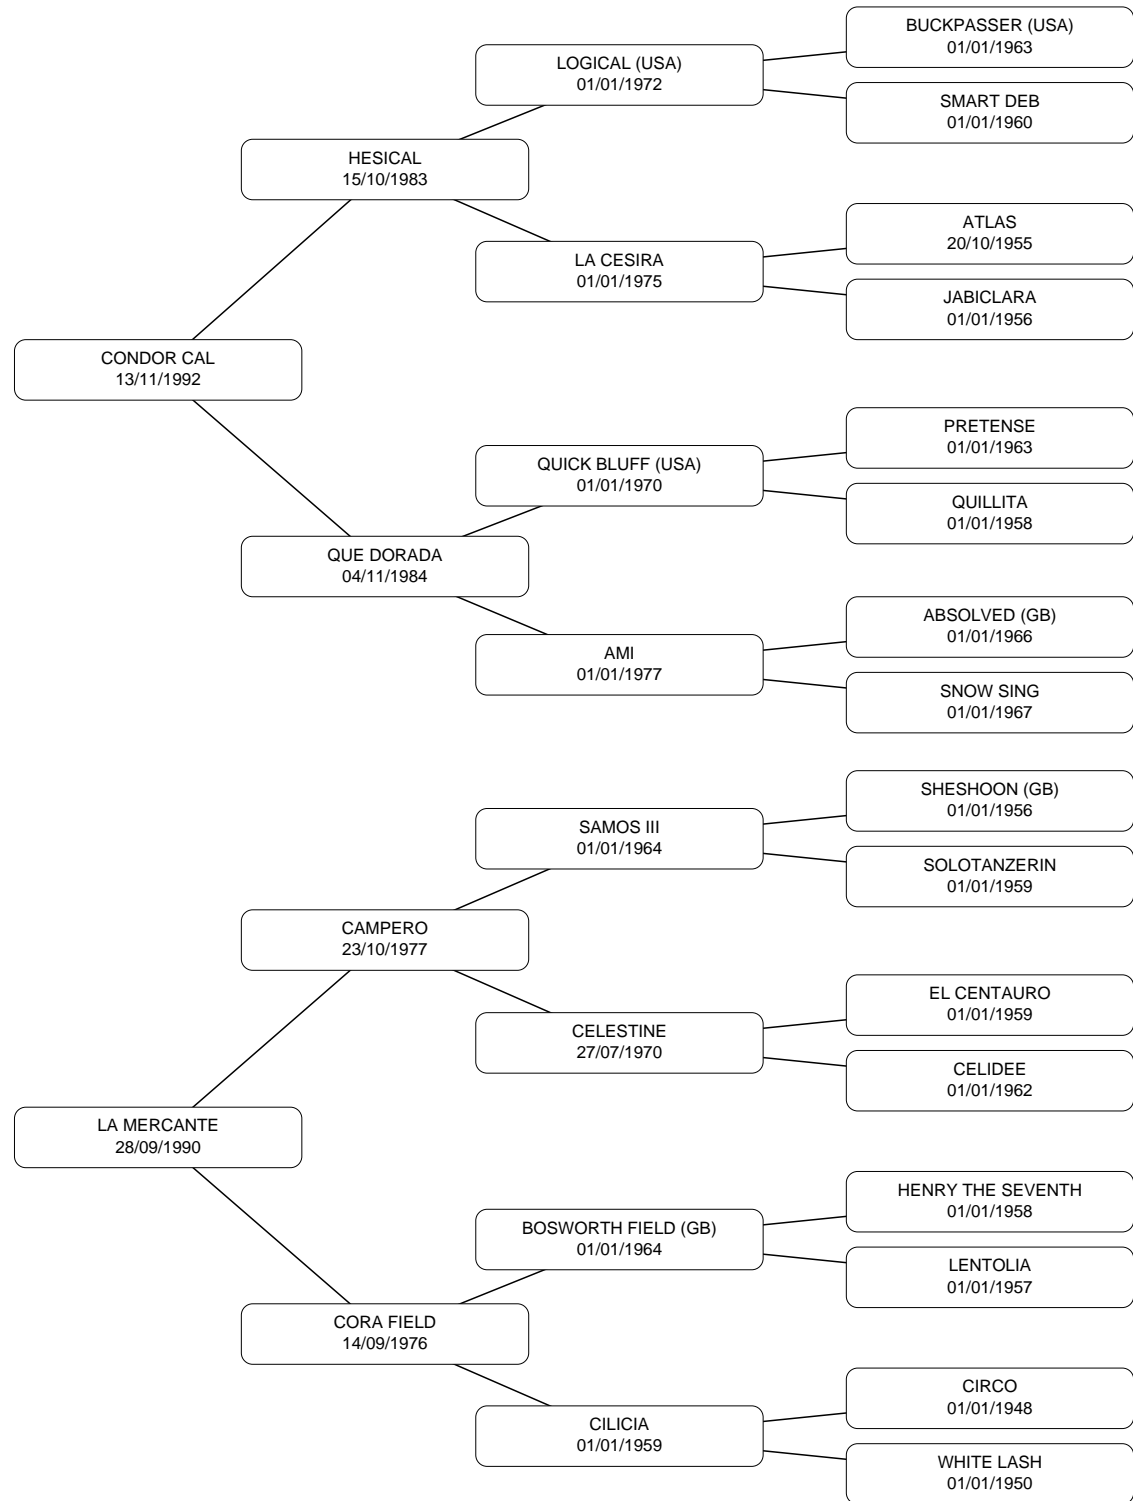 BUCKPASSER (USA)
01/01/1963
LOGICAL (USA)
01/01/1972
SMART DEB
01/01/1960
HESICAL
15/10/1983
ATLAS
20/10/1955
LA CESIRA
01/01/1975
JABICLARA
01/01/1956
CONDOR CAL
13/11/1992
PRETENSE
01/01/1963
QUICK BLUFF (USA)
01/01/1970
QUILLITA
01/01/1958
QUE DORADA
04/11/1984
ABSOLVED (GB)
01/01/1966
AMI
01/01/1977
SNOW SING
01/01/1967
SHESHOON (GB)
01/01/1956
SAMOS III
01/01/1964
SOLOTANZERIN
01/01/1959
CAMPERO
23/10/1977
EL CENTAURO
01/01/1959
CELESTINE
27/07/1970
CELIDEE
01/01/1962
LA MERCANTE
28/09/1990
HENRY THE SEVENTH
01/01/1958
BOSWORTH FIELD (GB)
01/01/1964
LENTOLIA
01/01/1957
CORA FIELD
14/09/1976
CIRCO
01/01/1948
CILICIA
01/01/1959
WHITE LASH
01/01/1950